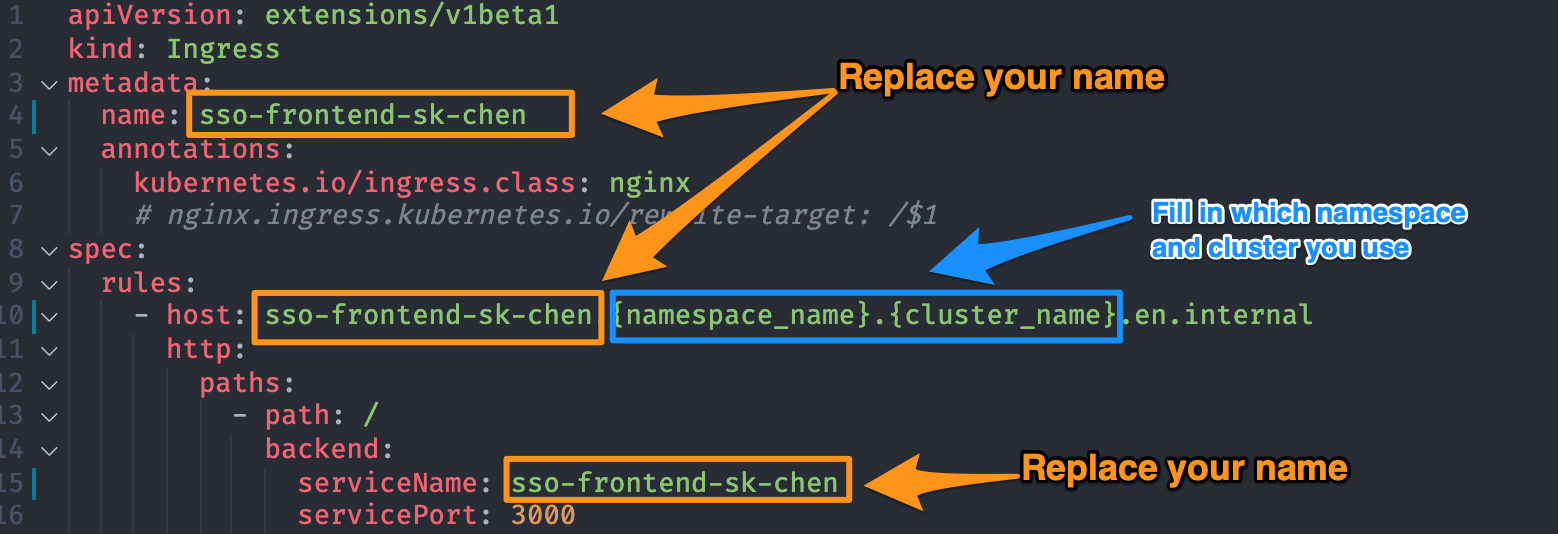 1 apiVersion: extensions/v1beta1
2 kind: Ingress
3 metadata:
Replace your name
4 name: sso-frontend-sk-chen
5 annotations:
6 kubernetes.io/ingress.class: nginx
7 # nginx.ingress.kubernetes.io/rewrite-target: /$1
Fill in which namespace
and cluster you use
8 spec:
9 rules:
10 - host: sso-frontend-sk-chen.{namespace_name}.{cluster_name}.en.internal
11 http:
12 paths:
13 - path: /
14 backend:
Replace your name
15 serviceName: sso-frontend-sk-chen
16 servicePort: 3000